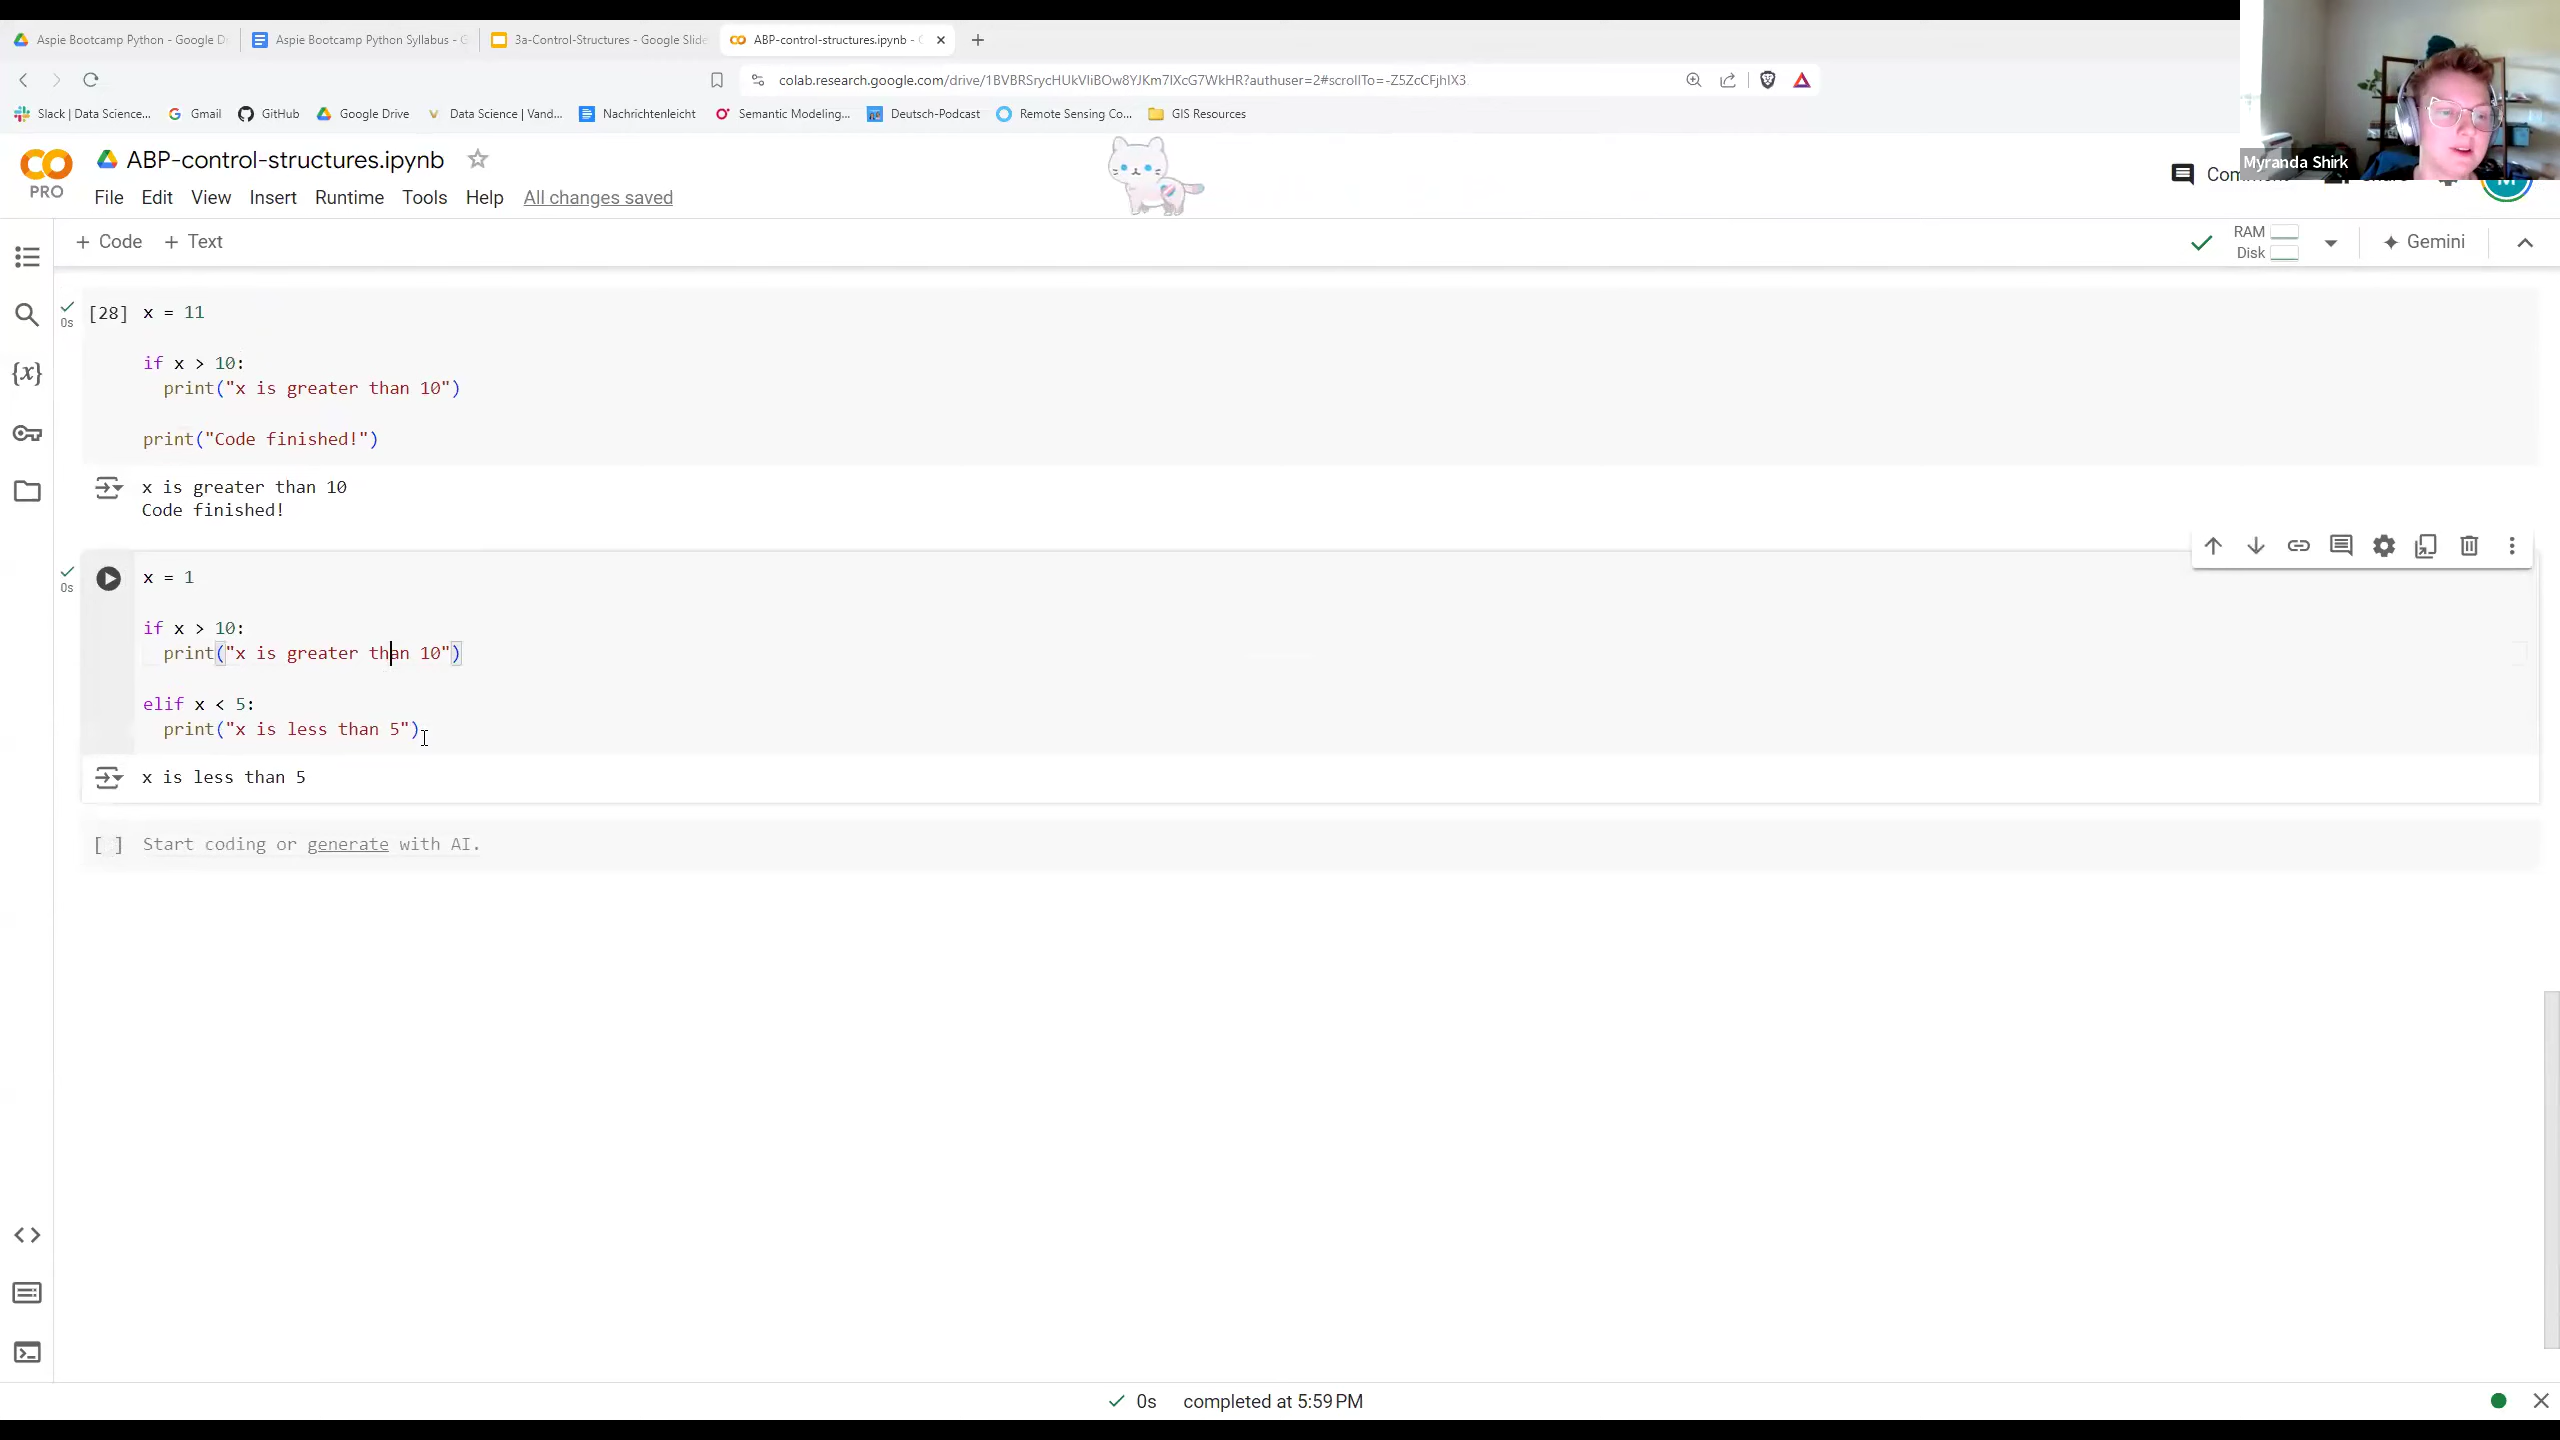 Aspie Bootcamp Python - Google D
Aspie Bootcamp Python Syllabus - G
3a-Control-Structures - Google Slide
ABP-control-structures.ipynb -
colab.research.google.com/drive/1BVBRSrycHUkVliBOw8YJKm7lXcG7WkHR?authuser=2#scrollTo=-Z5ZcCFjhlX3
Slack | Data Science...
Gmail
GitHub
Google Drive
Data Science | Vand...
Nachrichtenleicht
Semantic Modeling...
Deutsch-Podcast
Remote Sensing Co...
GIS Resources
Myranda Shirk
PRO
ABP-control-structures.ipynb
File Edit View Insert Runtime Tools Help All changes saved
+ Code + Text
RAM
Disk
Gemini
[28] x = 11
0s
if x > 10:
print("x is greater than 10")
print("Code finished!")
x is greater than 10
Code finished!
x = 1
0s
if x > 10:
print("x is greater than 10")
elif x < 5:
print("x is less than 5")
x is less than 5
[ ] Start coding or generate with AI.
0s completed at 5:59 PM